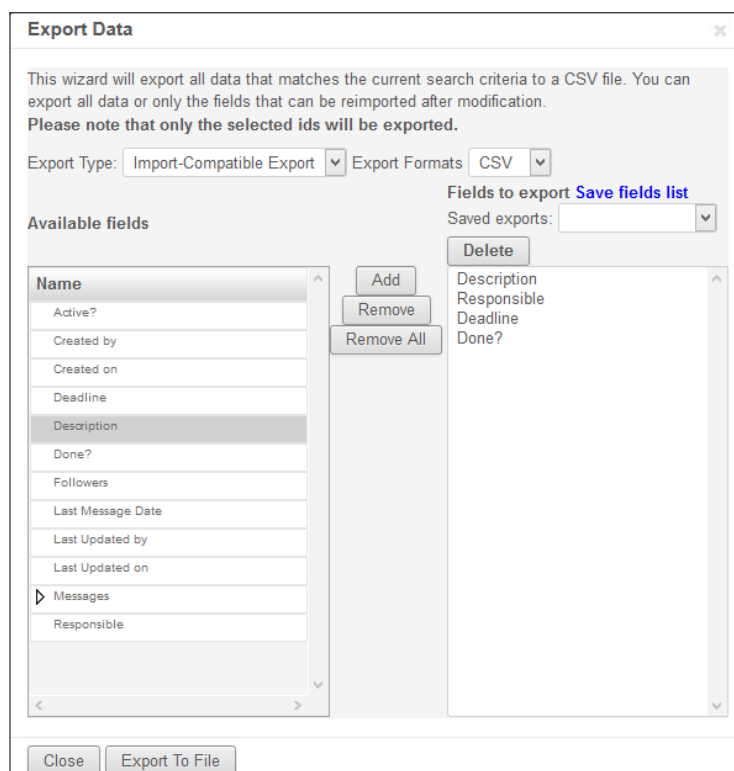 Export Data
This wizard will export all data that matches the current search criteria to a CSV file. You can
export all data or only the fields that can be reimported after modification.
Please note that only the selected ids will be exported.
Export Type: Import-Compatible Export Export Formats CSV
Fields to export Save fields list
Available fields
Saved exports:
Delete
Name
Active?
Created by
Created on
Deadline
Description
Done?
Followers
Last Message Date
Last Updated by
Last Updated on
Messages
Responsible
Add
Remove
Remove All
Description
Responsible
Deadline
Done?
Close Export To File